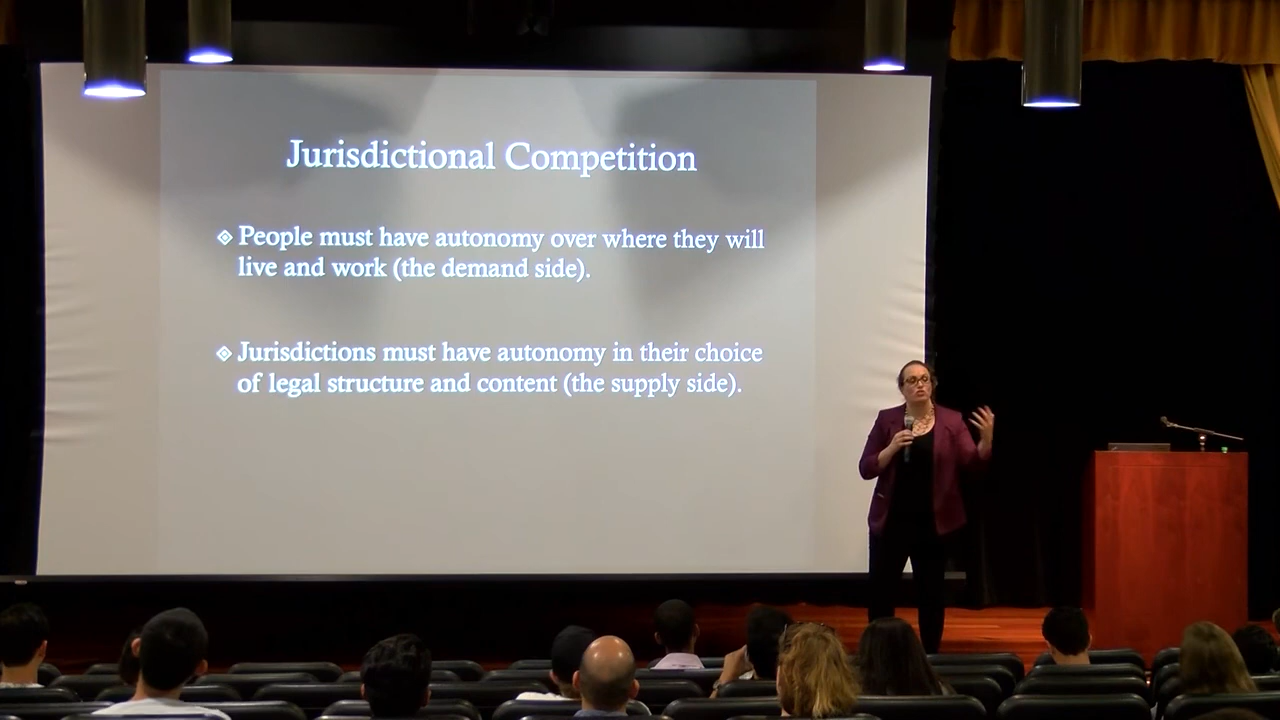 Jurisdictional Competition
People must have autonomy over where they will
live and work (the demand side).
Jurisdictions must have autonomy in their choice
of legal structure and content (the supply side).